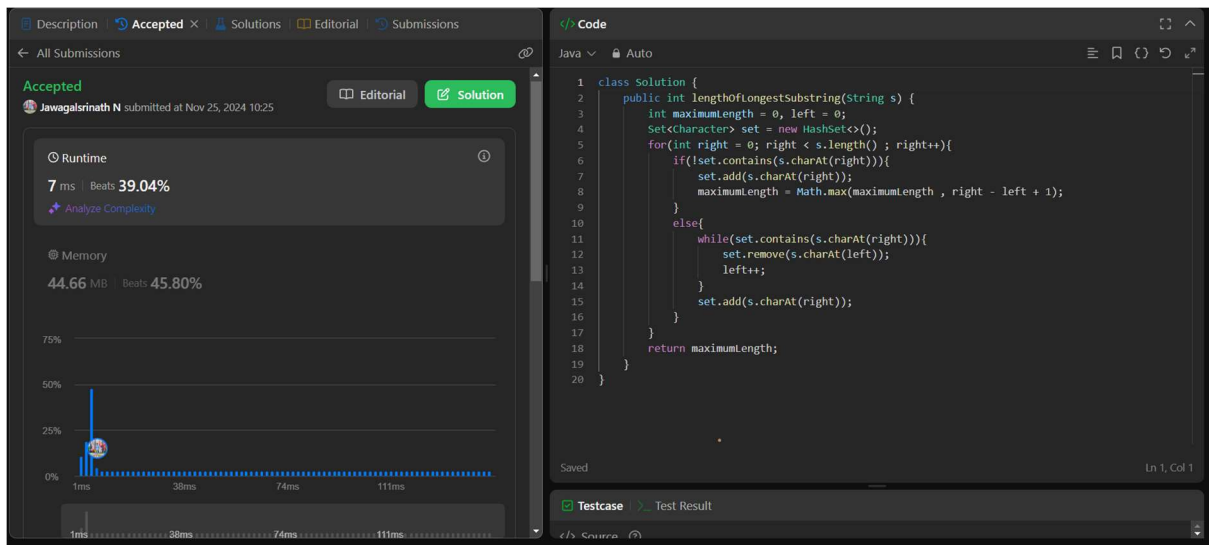 Description Accepted Solutions Editorial Submissions
All Submissions
Accepted
Jawagalsrinath N submitted at Nov 25, 2024 10:25
Editorial
Solution
Runtime
7 ms Beats 39.04%
Analyze Complexity
Memory
44.66 MB Beats 45.80%
75%
50%
25%
0%
1ms 38ms 74ms 111ms
1ms 38ms 74ms 111ms
</> Code
Java Auto
1 class Solution {
2 public int lengthOfLongestSubstring(String s) {
3 int maximumLength = 0, left = 0;
4 Set<Character> set = new HashSet<>();
5 for(int right = 0; right < s.length() ; right++){
6 if(!set.contains(s.charAt(right))){
7 set.add(s.charAt(right));
8 maximumLength = Math.max(maximumLength , right - left + 1);
9 }
10 else{
11 while(set.contains(s.charAt(right))){
12 set.remove(s.charAt(left));
13 left++;
14 }
15 set.add(s.charAt(right));
16 }
17 }
18 return maximumLength;
19 }
20 }
Saved
Ln 1, Col 1
Testcase >_ Test Result
</> Source